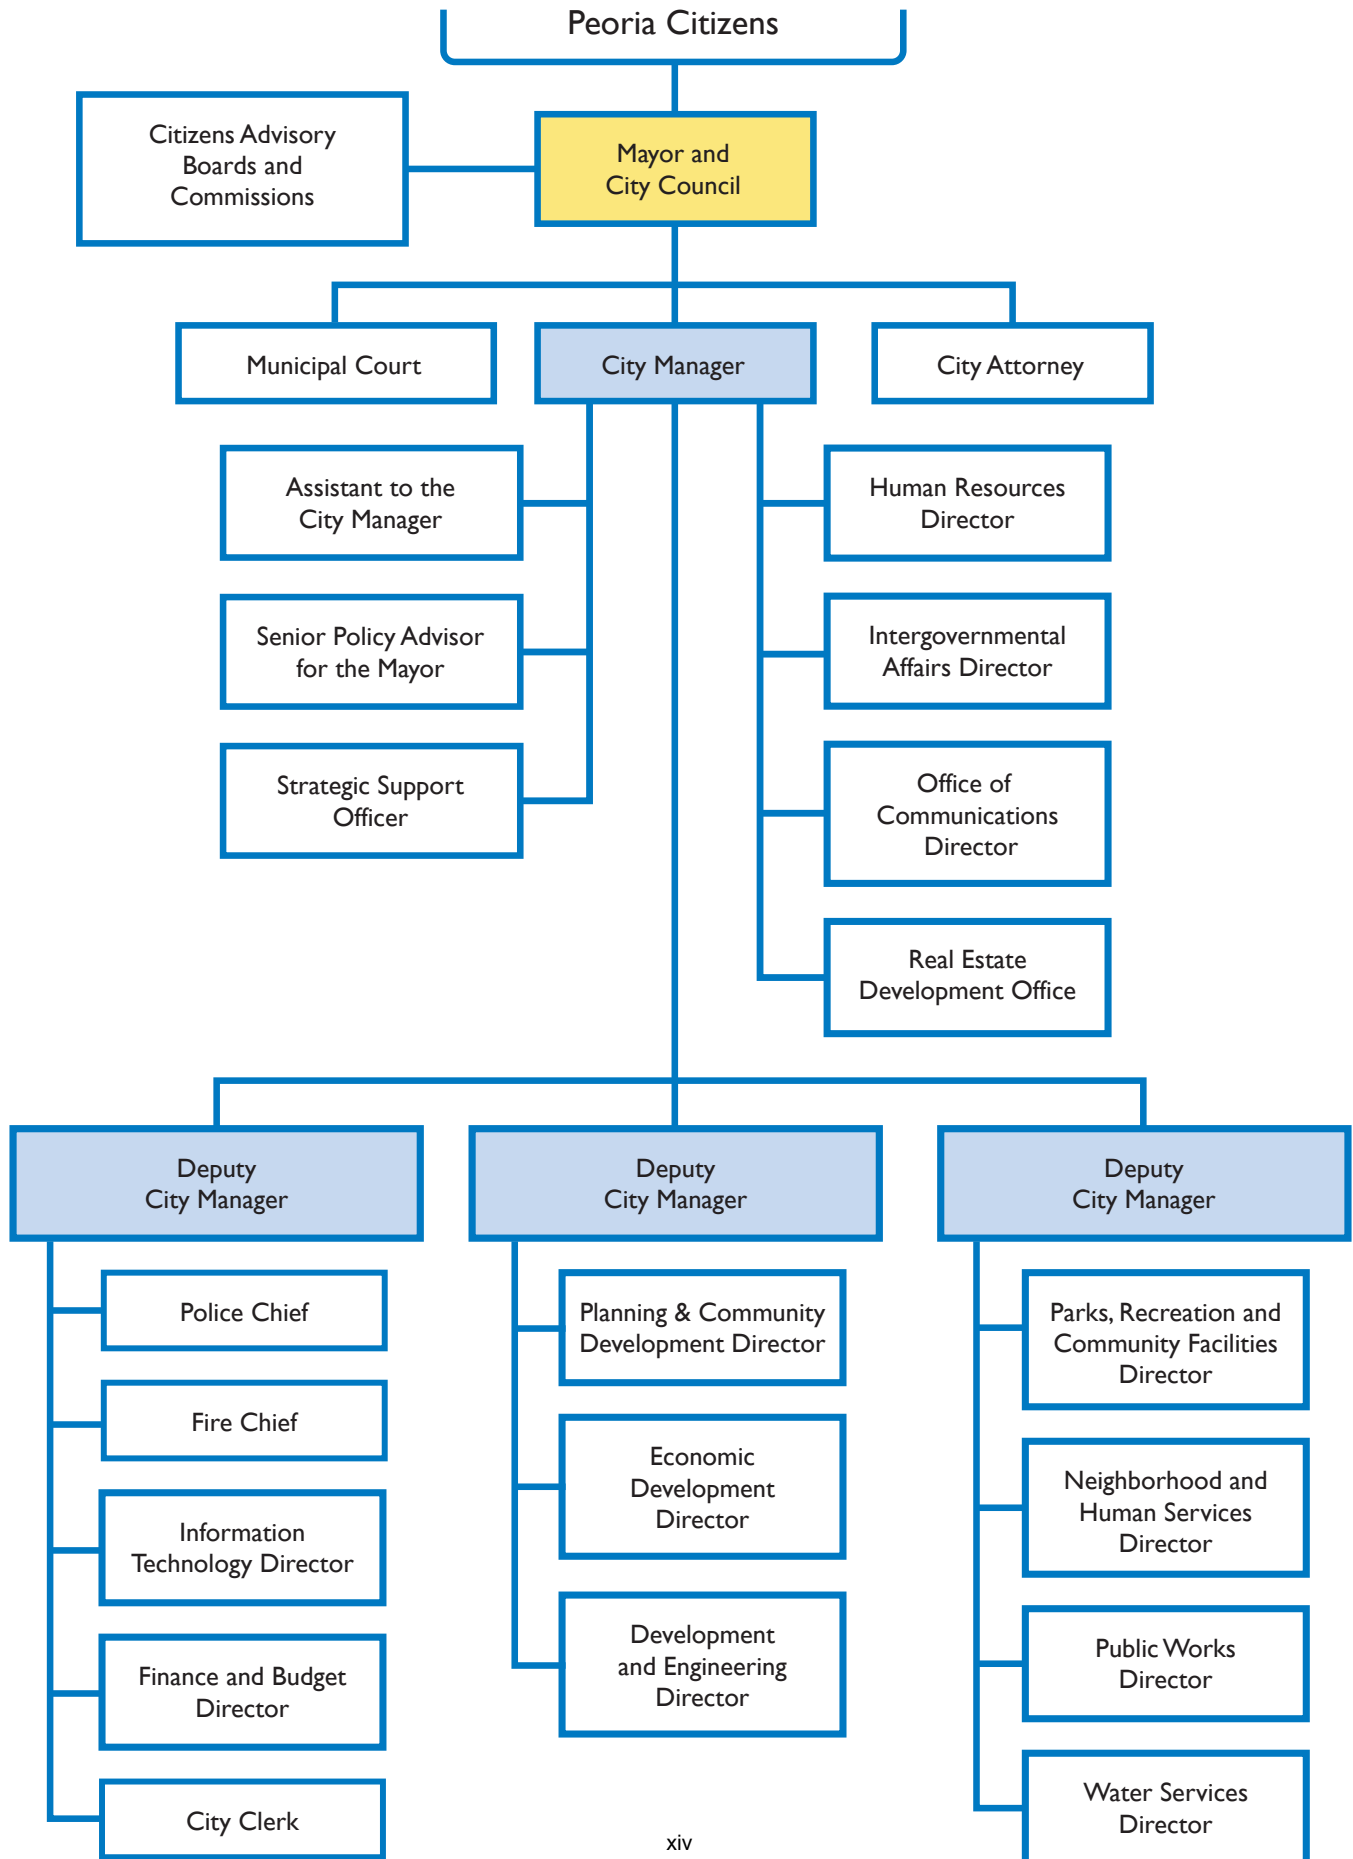 Peoria Citizens
Citizens Advisory
Boards and
Commissions
Mayor and
City Council
Municipal Court
City Manager
City Attorney
Assistant to the
City Manager
Senior Policy Advisor
for the Mayor
Strategic Support
Officer
Human Resources
Director
Intergovernmental
Affairs Director
Office of
Communications
Director
Real Estate
Development Office
Deputy
City Manager
Police Chief
Fire Chief
Information
Technology Director
Finance and Budget
Director
City Clerk
Deputy
City Manager
Planning & Community
Development Director
Economic
Development
Director
Development
and Engineering
Director
Deputy
City Manager
Parks, Recreation and
Community Facilities
Director
Neighborhood and
Human Services
Director
Public Works
Director
Water Services
Director
xiv